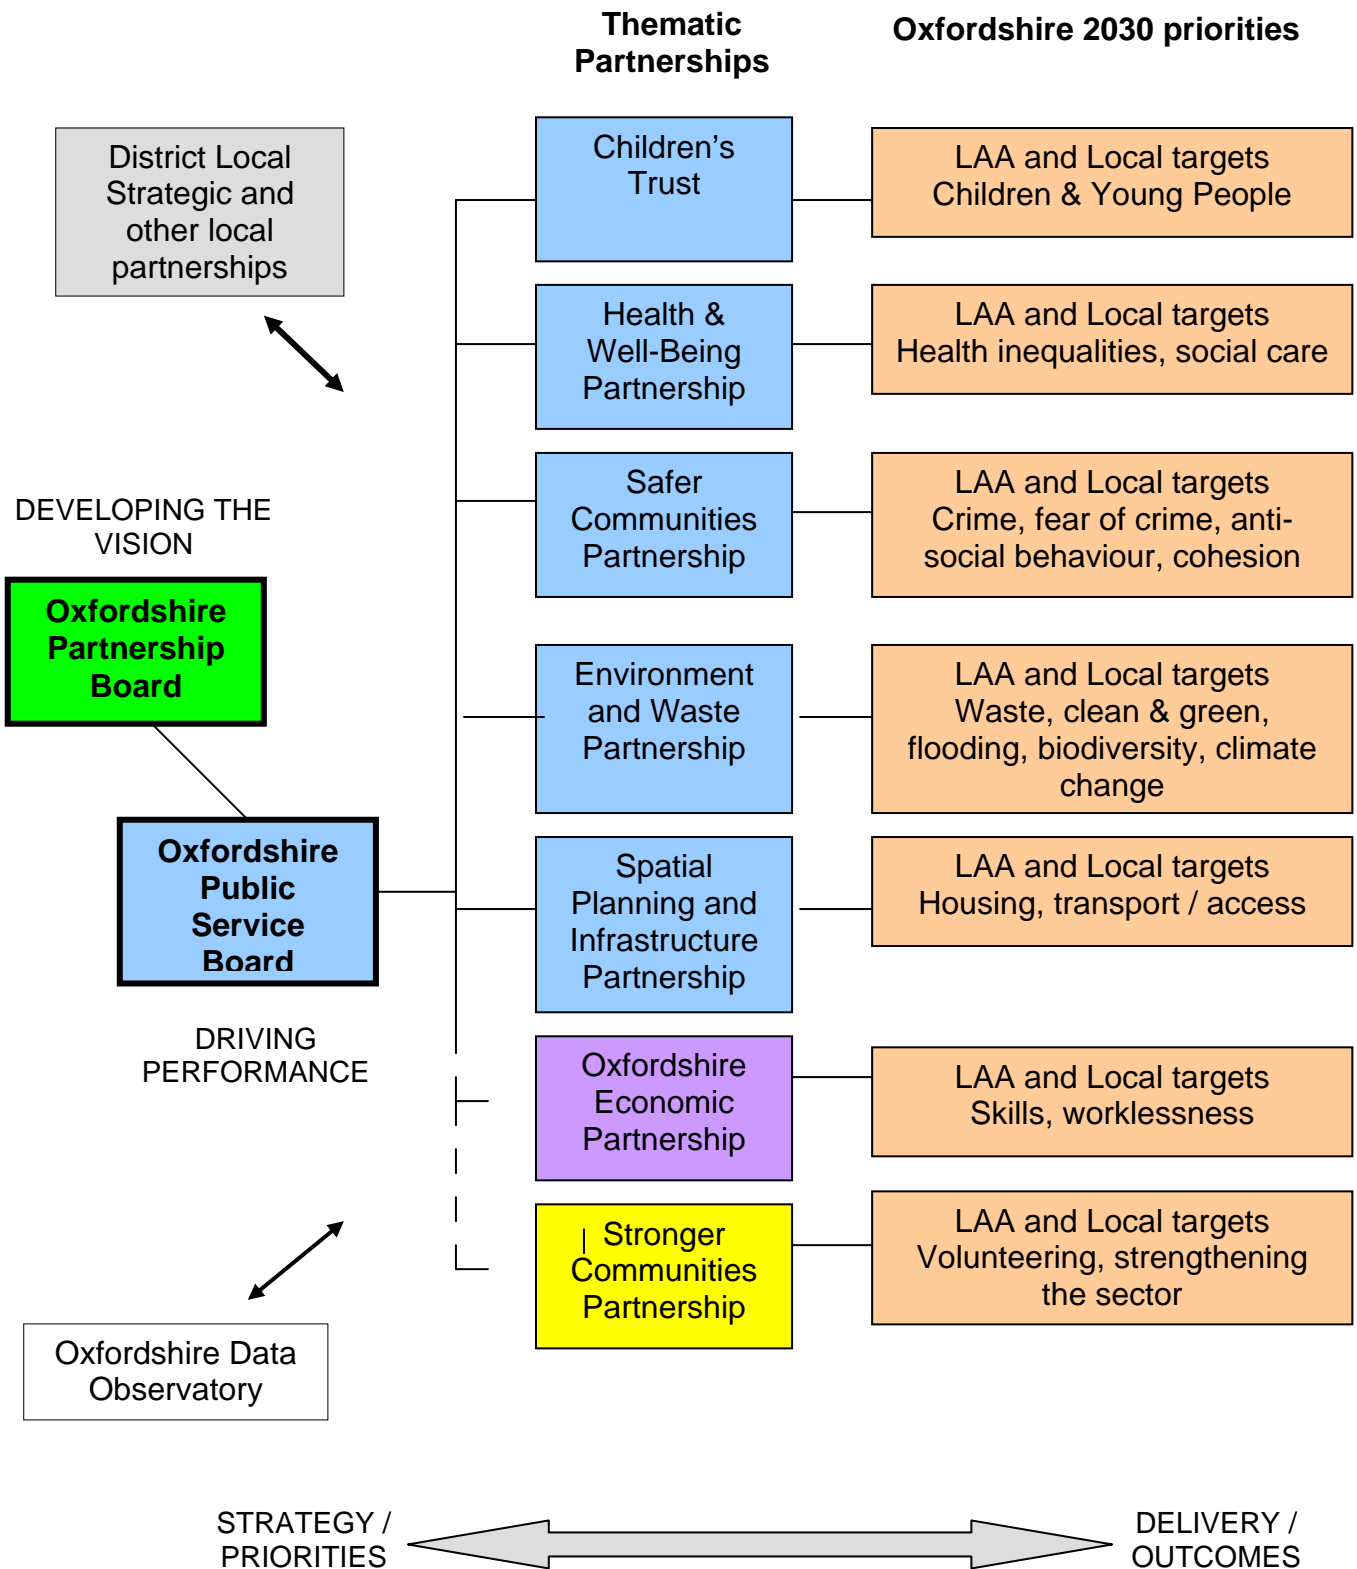 Thematic
Partnerships
Oxfordshire 2030 priorities
District Local
Strategic and
other local
partnerships
Children’s
Trust
LAA and Local targets
Children & Young People
Health &
Well-Being
Partnership
LAA and Local targets
Health inequalities, social care
Safer
Communities
Partnership
LAA and Local targets
Crime, fear of crime, anti-
social behaviour, cohesion
DEVELOPING THE
VISION
Oxfordshire
Partnership
Board
Environment
and Waste
Partnership
LAA and Local targets
Waste, clean & green,
flooding, biodiversity, climate
change
Oxfordshire
Public
Service
Board
Spatial
Planning and
Infrastructure
Partnership
LAA and Local targets
Housing, transport / access
DRIVING
PERFORMANCE
Oxfordshire
Economic
Partnership
LAA and Local targets
Skills, worklessness
Stronger
Communities
Partnership
LAA and Local targets
Volunteering, strengthening
the sector
Oxfordshire Data
Observatory
STRATEGY /
PRIORITIES
DELIVERY /
OUTCOMES